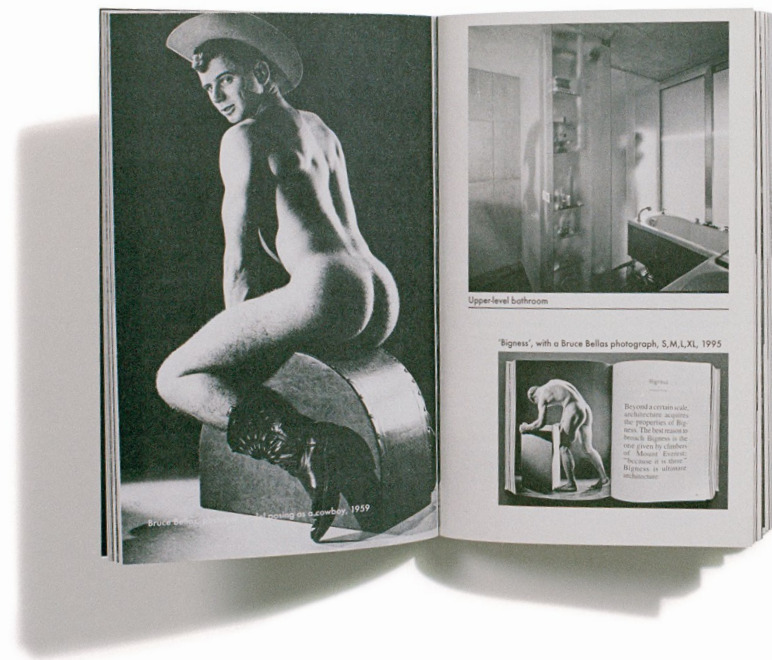 Bruce Bellas, posing as a cowboy, 1959
Upper-level bathroom
'Bigness', with a Bruce Bellas photograph, S,M,L,XL, 1995
Bigness
Beyond a certain scale,
architecture acquires
the properties of Big-
ness. The best reason to
broach Bigness is the
one given by climbers
of Mount Everest:
"because it is there."
Bigness is ultimate
architecture.